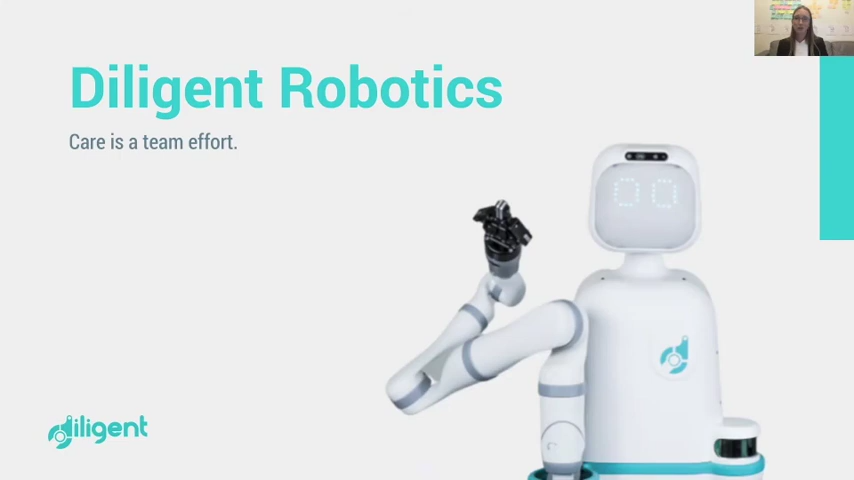 Diligent Robotics
Care is a team effort.
diligent